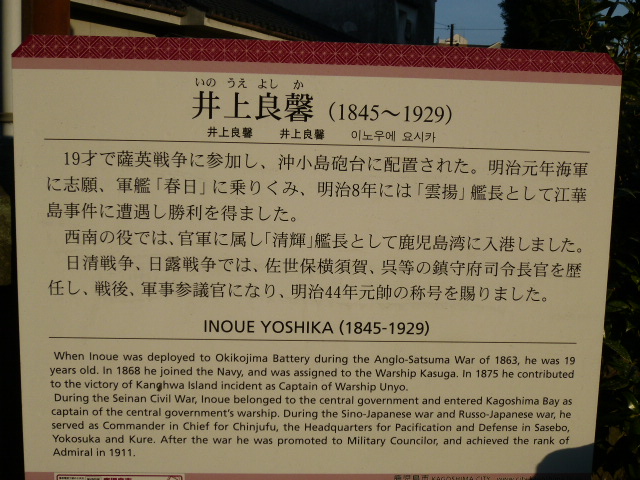 いの うえ よし か
井上良馨 (1845～1929)
井上良馨 井上良馨 이노우에 요시카
19才で薩英戦争に参加し、沖小島砲台に配置された。明治元年海軍
に志願、軍艦「春日」に乗りくみ、明治8年には「雲揚」艦長として江華
島事件に遭遇し勝利を得ました。
西南の役では、官軍に属し「清輝」艦長として鹿児島湾に入港しました。
日清戦争、日露戦争では、佐世保横須賀、呉等の鎮守府司令長官を歴
任し、戦後、軍事参議官になり、明治44年元帥の称号を賜りました。
INOUE YOSHIKA (1845-1929)
When Inoue was deployed to Okikojima Battery during the Anglo-Satsuma War of 1863, he was 19
years old. In 1868 he joined the Navy, and was assigned to the Warship Kasuga. In 1875 he contributed
to the victory of Kanghwa Island incident as Captain of Warship Unyo.
During the Seinan Civil War, Inoue belonged to the central government and entered Kagoshima Bay as
captain of the central government's warship. During the Sino-Japanese war and Russo-Japanese war, he
served as Commander in Chief for Chinjufu, the Headquarters for Pacification and Defense in Sasebo,
Yokosuka and Kure. After the war he was promoted to Military Councilor, and achieved the rank of
Admiral in 1911.
鹿児島市 KAGOSHIMA CITY